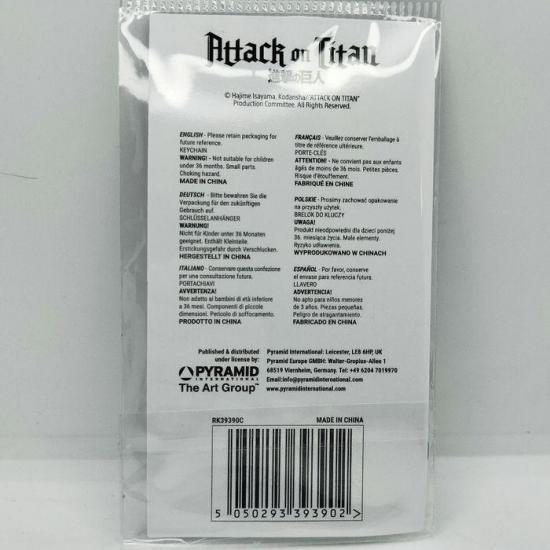 Attack on Titan
進撃の巨人
© Hajime Isayama, Kodansha/"ATTACK ON TITAN"
Production Committee. All Rights Reserved.
ENGLISH - Please retain packaging for
future reference.
KEYCHAIN
WARNING! - Not suitable for children
under 36 months. Small parts.
Choking hazard.
MADE IN CHINA
DEUTSCH - Bitte bewahren Sie die
Verpackung für den zukünftigen
Gebrauch auf.
SCHLÜSSELANHÄNGER
WARNUNG!
Nicht für Kinder unter 36 Monaten
geeignet. Enthält Kleinteile.
Erstickungsgefahr durch Verschlucken.
HERGESTELLT IN CHINA
ITALIANO - Conservare questa confezione
per una consultazione futura.
PORTACHIAVI
AVVERTENZA!
Non adatto ai bambini di età inferiore
a 36 mesi. Componenti di piccole
dimensioni. Pericolo di soffocamento.
PRODOTTO IN CHINA
FRANÇAIS - Veuillez conserver l'emballage à
titre de référence ultérieure.
PORTE-CLÉS
ATTENTION! - Ne convient pas aux enfants
âgés de moins de 36 mois. Petites pièces.
Risque d'étouffement.
FABRIQUÉ EN CHINE
POLSKIE - Prosimy zachować opakowanie
na przyszły użytek.
BRELOK DO KLUCZY
UWAGA!
Produkt nieodpowiedni dla dzieci poniżej
36. miesiąca życia. Małe elementy.
Ryzyko udławienia.
WYPRODUKOWANO W CHINACH
ESPAÑOL - Por favor, conserve
el envase para referencia futura.
LLAVERO
ADVERTENCIA!
No apto para niños menores
de 3 años. Piezas pequeñas.
Peligro de atragantamiento.
FABRICADO EN CHINA
Published & distributed
under license by:
PYRAMID
INTERNATIONAL
The Art Group™
Pyramid International: Leicester, LE8 6HP, UK
Pyramid Europe GMBH: Walter-Gropius-Allee 1
68519 Viernheim, Germany. Tel: +49 6204 7019970
Email:info@pyramidinternational.com
www.pyramidinternational.com
RK39390C MADE IN CHINA
5 050293 393902 >